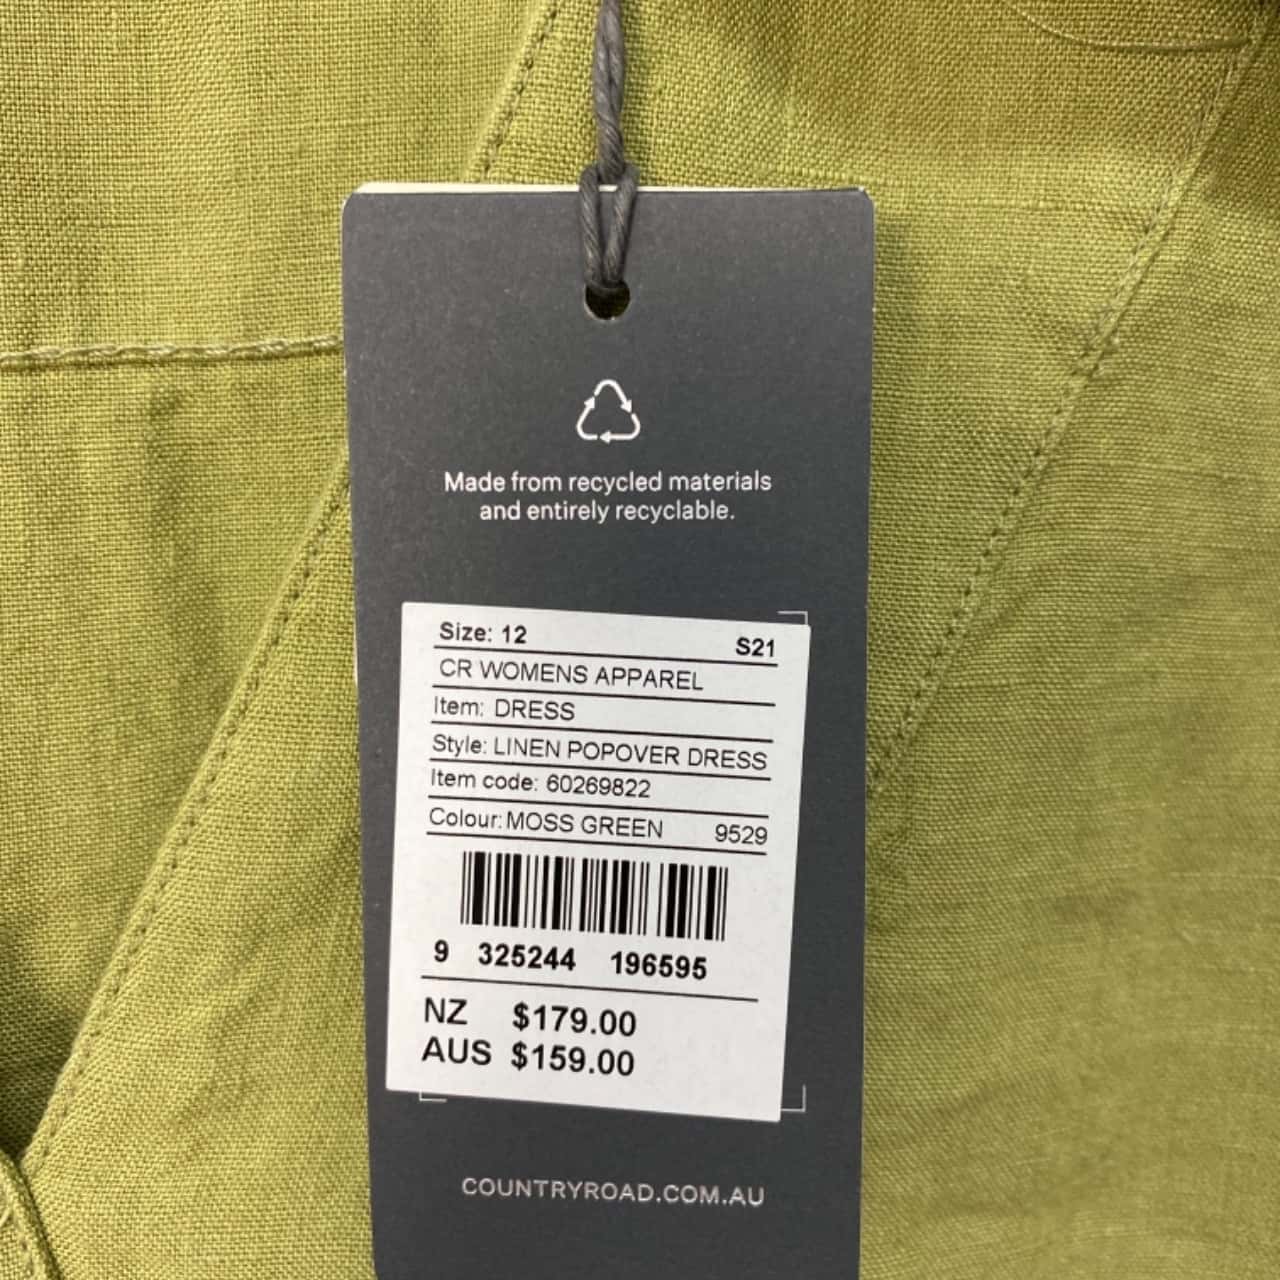 Made from recycled materials
and entirely recyclable.
Size: 12 S21
CR WOMENS APPAREL
Item: DRESS
Style: LINEN POPOVER DRESS
Item code: 60269822
Colour: MOSS GREEN 9529
9 325244 196595
NZ $179.00
AUS $159.00
COUNTRYROAD.COM.AU